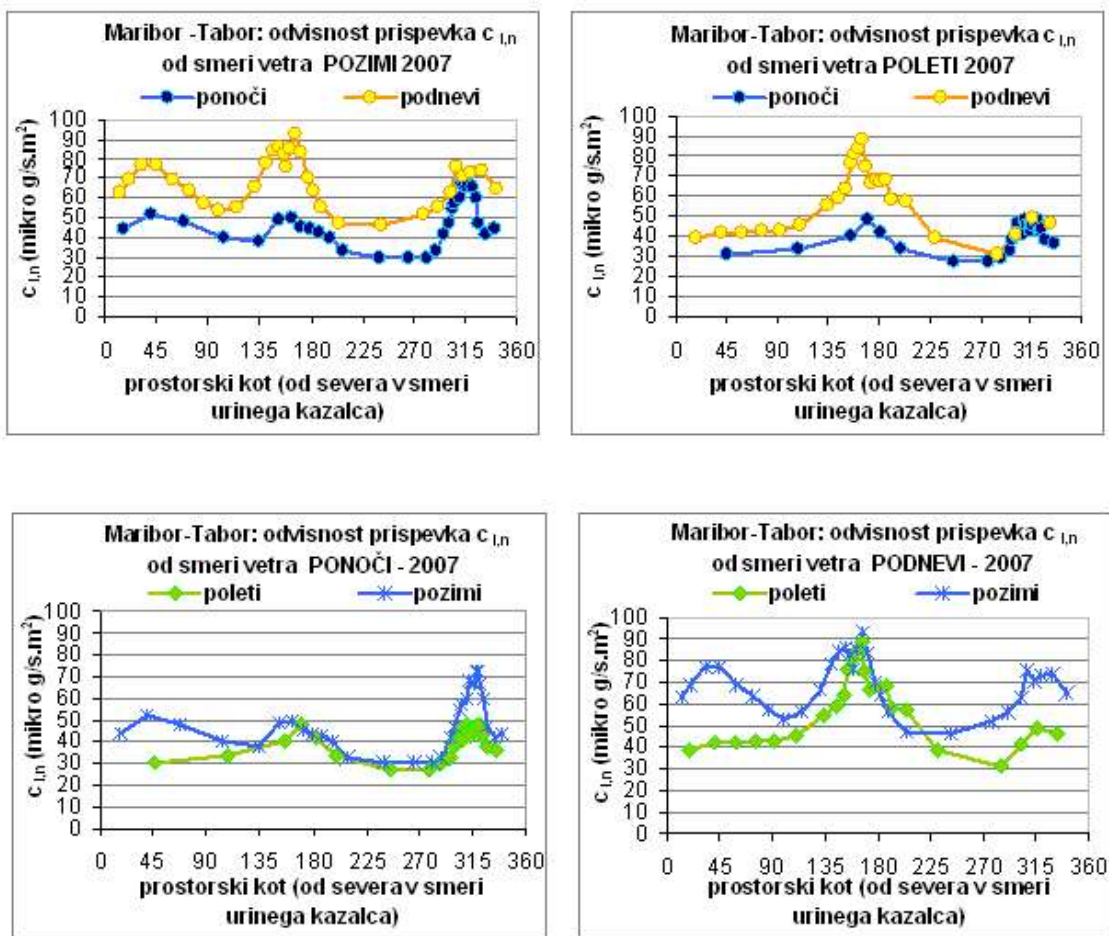 Maribor -Tabor: odvisnost prispevka c I,n
od smeri vetra POZIMI 2007
ponoči podnevi
c I,n (mikro g/s.m²)
100
90
80
70
60
50
40
30
20
10
0
0 45 90 135 180 225 270 315 360
prostorski kot (od severa v smeri
urinega kazalca)
Maribor-Tabor: odvisnost prispevka c I,n
od smeri vetra POLETI 2007
ponoči podnevi
c I,n (mikro g/s.m²)
100
90
80
70
60
50
40
30
20
10
0
0 45 90 135 180 225 270 315 360
prostorski kot (od severa v smeri
urinega kazalca)
Maribor-Tabor: odvisnost prispevka c I,n
od smeri vetra PONOČI - 2007
poleti pozimi
c I,n (mikro g/s.m²)
100
90
80
70
60
50
40
30
20
10
0
0 45 90 135 180 225 270 315 360
prostorski kot (od severa v smeri
urinega kazalca)
Maribor-Tabor: odvisnost prispevka c I,n
od smeri vetra PODNEVI - 2007
poleti pozimi
c I,n (mikro g/s.m²)
100
90
80
70
60
50
40
30
20
10
0
0 45 90 135 180 225 270 315 360
prostorski kot (od severa v smeri
urinega kazalca)